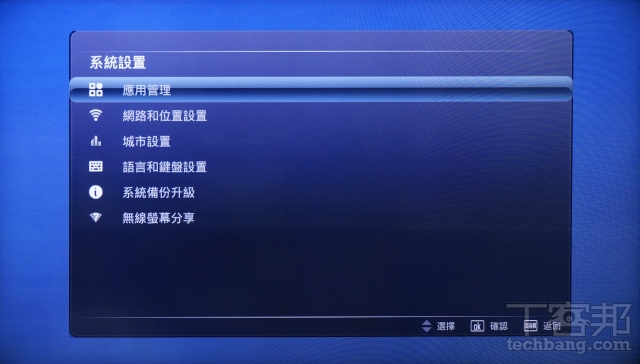 系統設置
應用管理
網路和位置設置
城市設置
語言和鍵盤設置
系統備份升級
無線螢幕分享
選擇 ok 確認 返回
T客邦
techbang.com